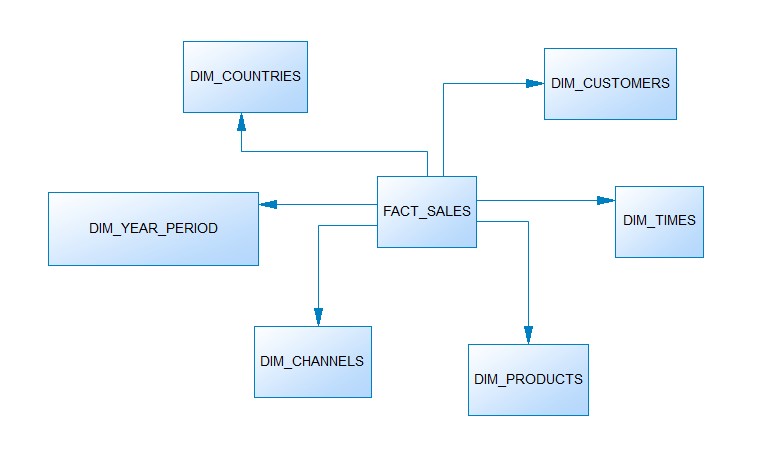 DIM_COUNTRIES
DIM_CUSTOMERS
FACT_SALES
DIM_YEAR_PERIOD
DIM_TIMES
DIM_CHANNELS
DIM_PRODUCTS